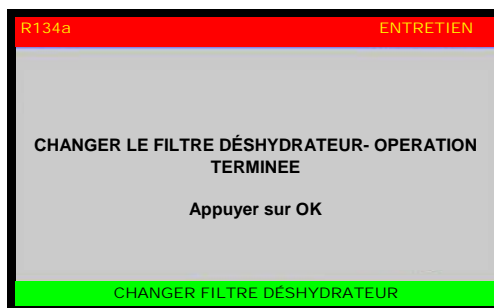 R134a ENTRETIEN
CHANGER LE FILTRE DÉSHYDRATEUR- OPERATION
TERMINEE
Appuyer sur OK
CHANGER FILTRE DÉSHYDRATEUR